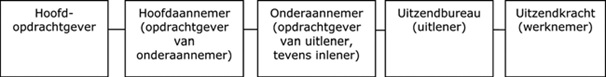 Hoofd-
opdrachtgever
Hoofdaannemer
(opdrachtgever
van
onderaannemer)
Onderaannemer
(opdrachtgever
van uitlener,
tevens inlener)
Uitzendbureau
(uitlener)
Uitzendkracht
(werknemer)